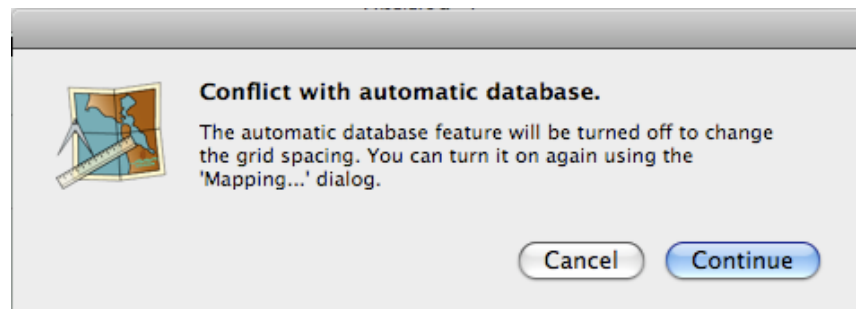 Conflict with automatic database.
The automatic database feature will be turned off to change
the grid spacing. You can turn it on again using the
'Mapping...' dialog.
Cancel
Continue